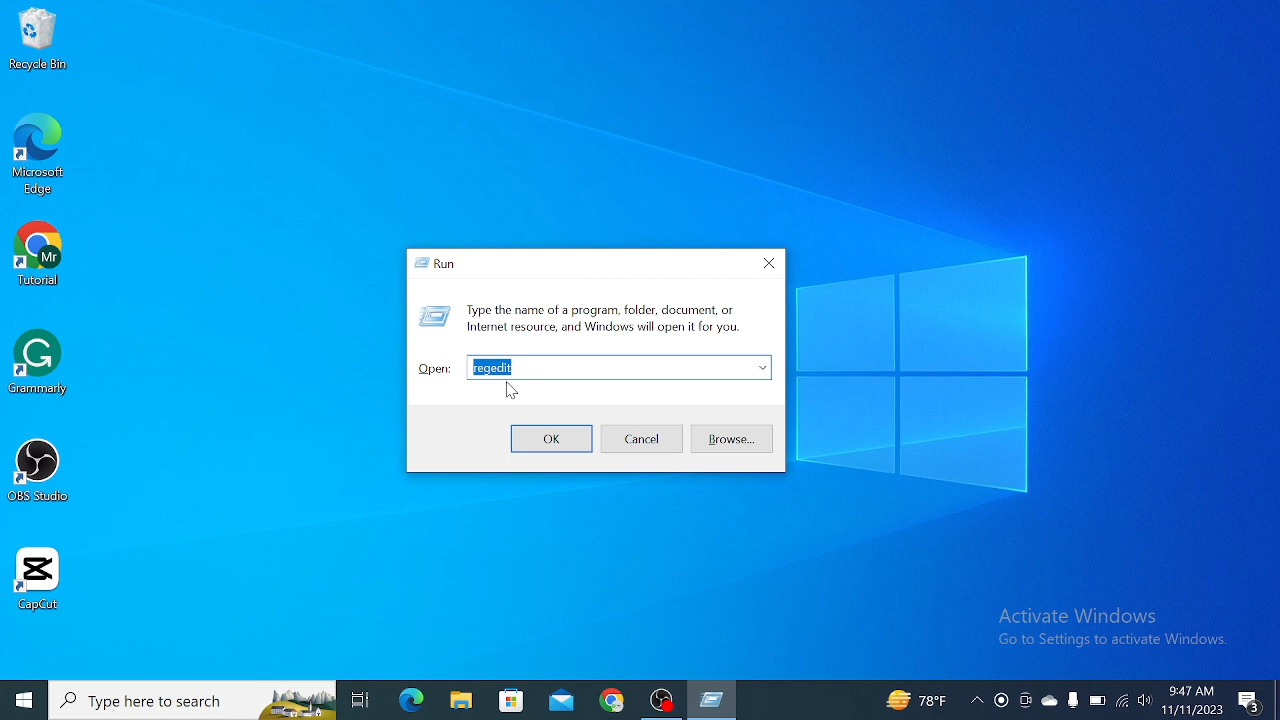 Recycle Bin
Microsoft
Edge
Mr
Tutorial
Grammarly
OBS Studio
CapCut
Run
Type the name of a program, folder, document, or
Internet resource, and Windows will open it for you.
Open: regedit
OK Cancel Browse...
Activate Windows
Go to Settings to activate Windows.
Type here to search
78°F
9:47 AM
11/11/2023
3